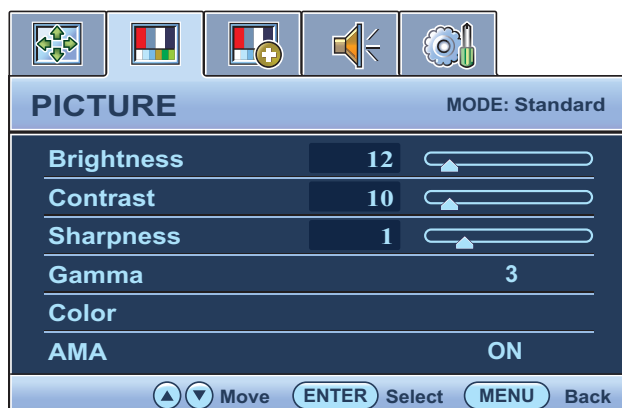 PICTURE MODE: Standard
Brightness 12
Contrast 10
Sharpness 1
Gamma 3
Color
AMA ON
Move ENTER Select MENU Back